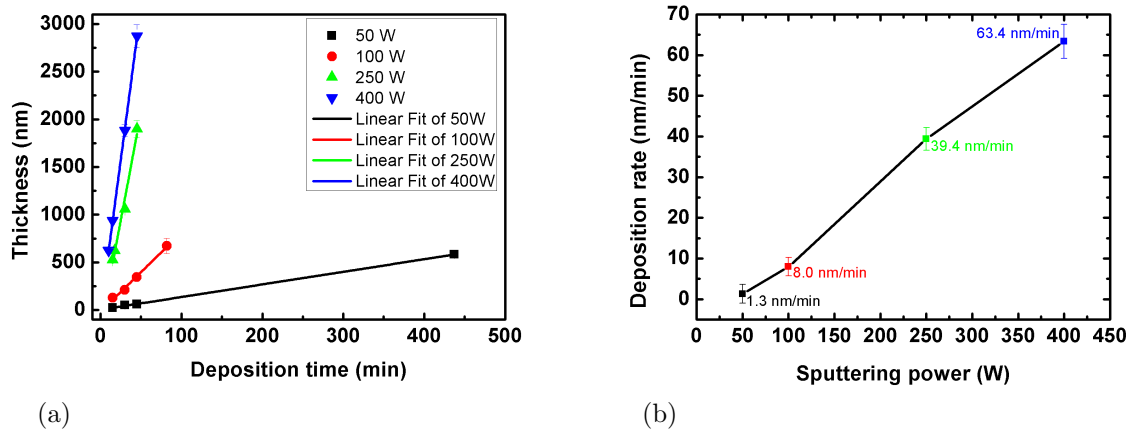 3000
2500
2000
1500
1000
500
0
Thickness (nm)
50 W
100 W
250 W
400 W
Linear Fit of 50W
Linear Fit of 100W
Linear Fit of 250W
Linear Fit of 400W
0 100 200 300 400 500
Deposition time (min)
(a)
70
60
50
40
30
20
10
0
Deposition rate (nm/min)
63.4 nm/min
39.4 nm/min
8.0 nm/min
1.3 nm/min
0 50 100 150 200 250 300 350 400 450
Sputtering power (W)
(b)